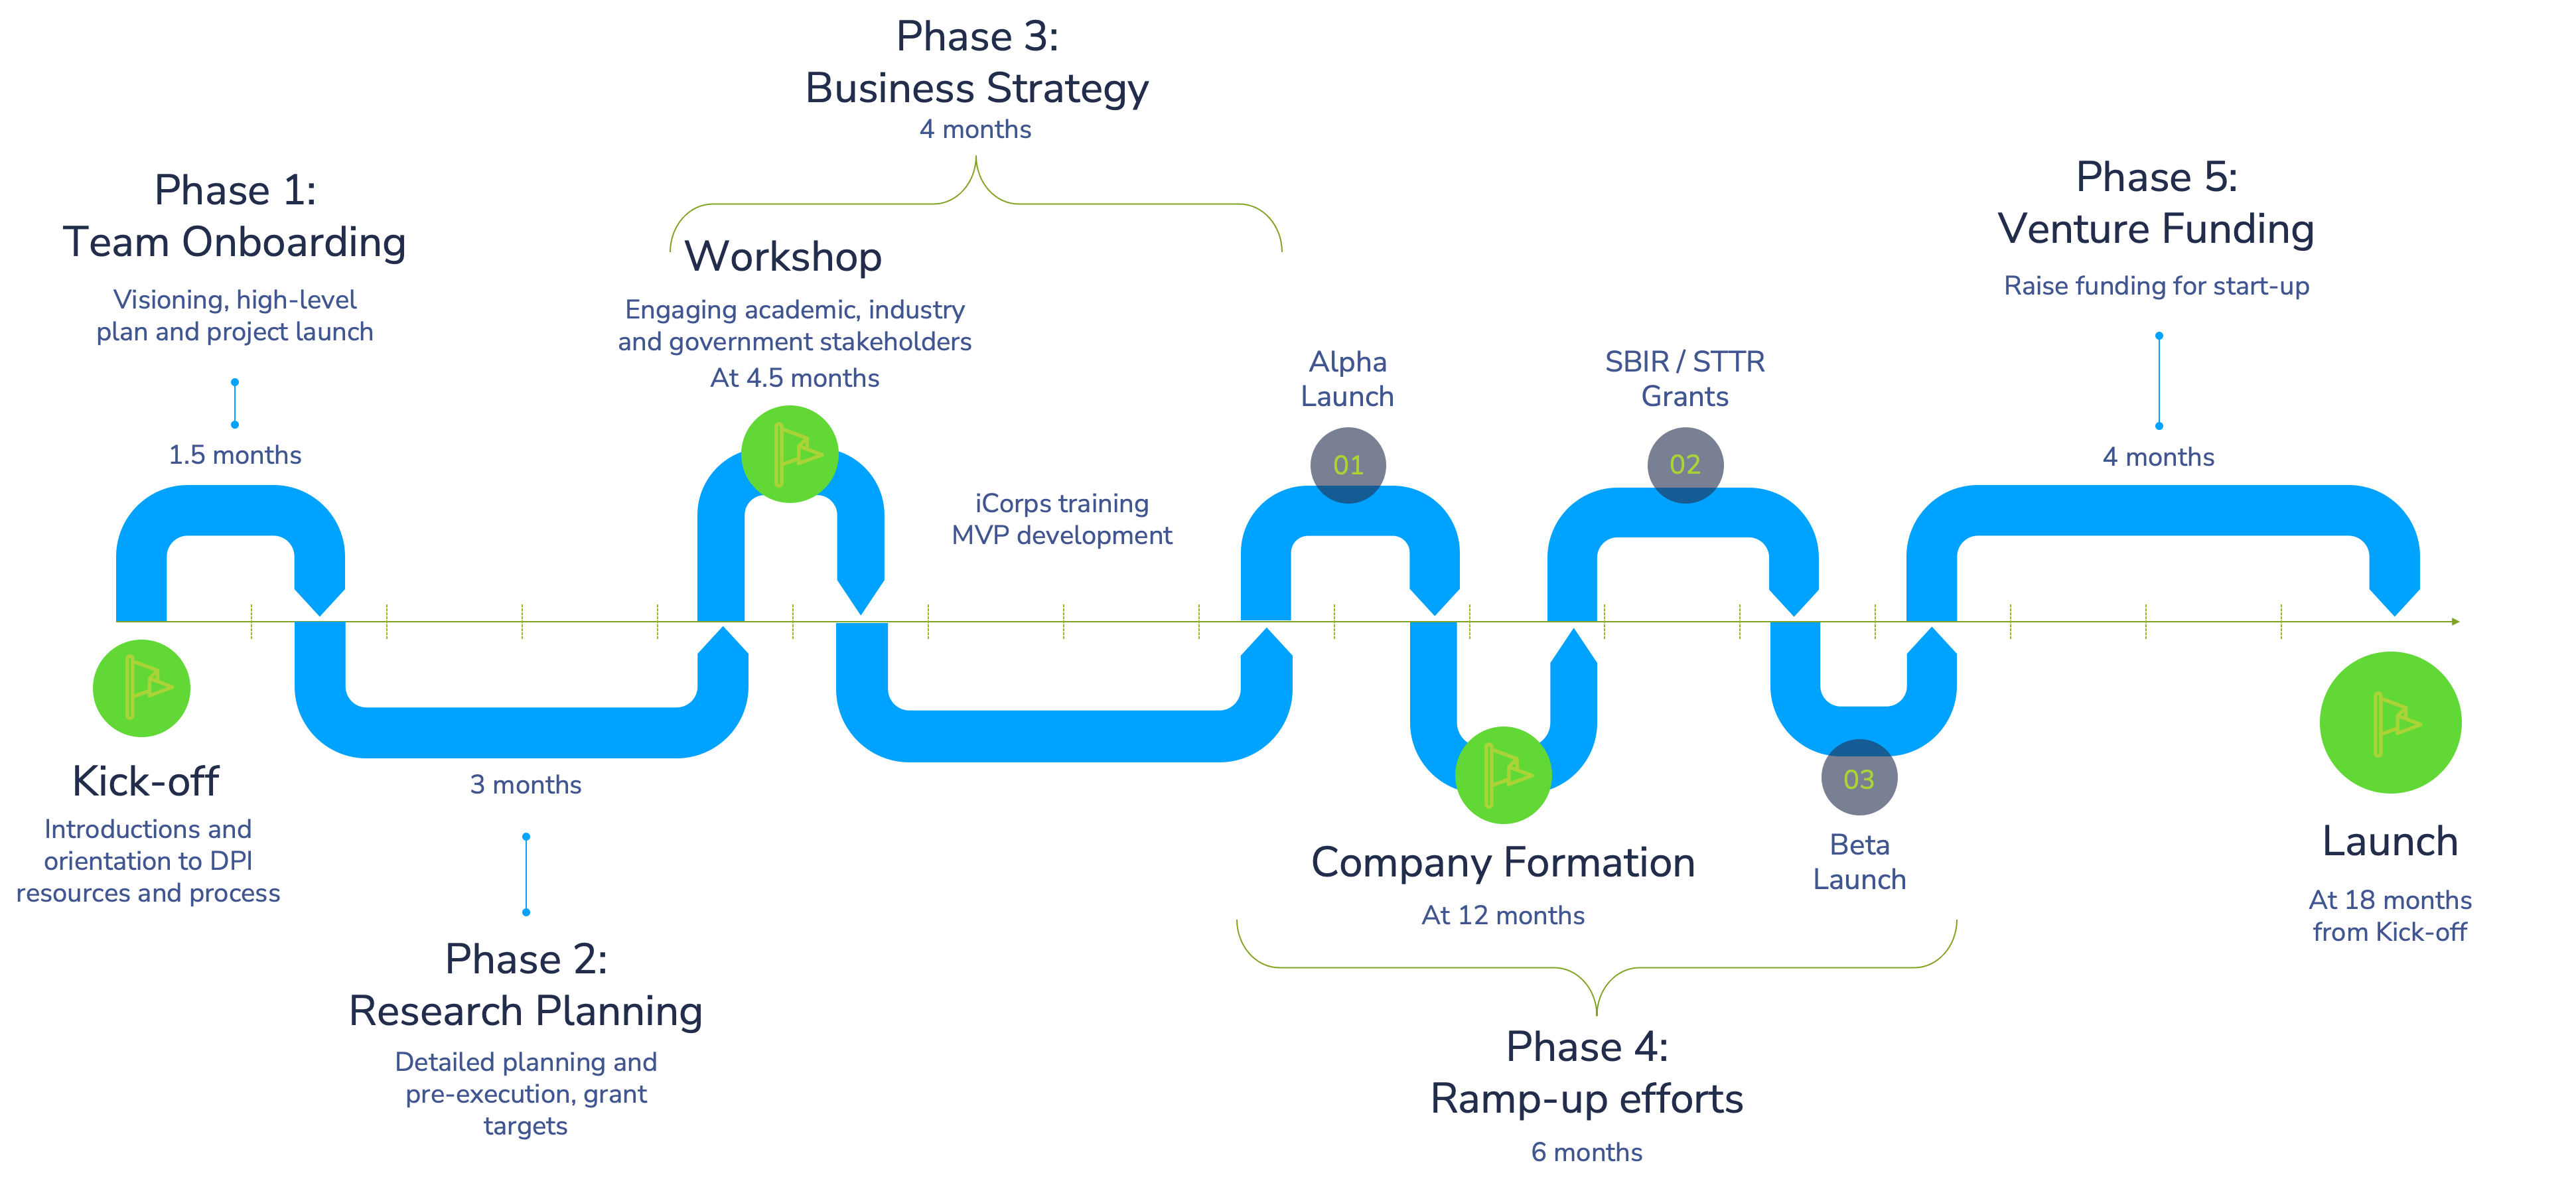 Phase 3:
Business Strategy
4 months
Phase 1:
Team Onboarding
Visioning, high-level
plan and project launch
1.5 months
Workshop
Engaging academic, industry
and government stakeholders
At 4.5 months
iCorps training
MVP development
Alpha
Launch
01
SBIR / STTR
Grants
02
Phase 5:
Venture Funding
Raise funding for start-up
4 months
Kick-off
Introductions and
orientation to DPI
resources and process
3 months
Phase 2:
Research Planning
Detailed planning and
pre-execution, grant
targets
Company Formation
At 12 months
03
Beta
Launch
Phase 4:
Ramp-up efforts
6 months
Launch
At 18 months
from Kick-off